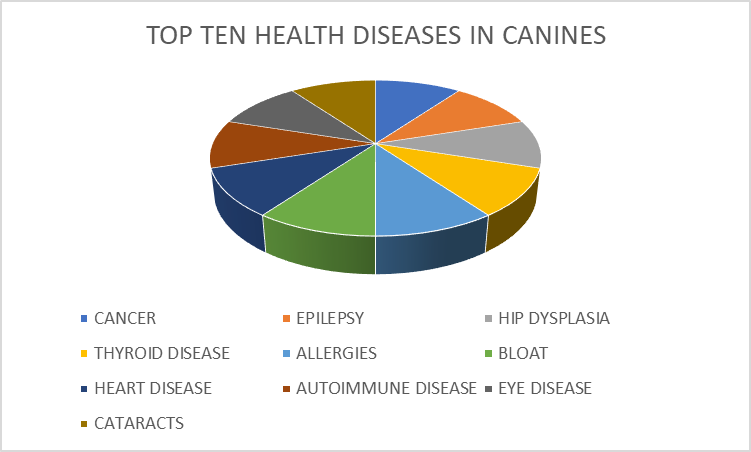 TOP TEN HEALTH DISEASES IN CANINES
CANCER
EPILEPSY
HIP DYSPLASIA
THYROID DISEASE
ALLERGIES
BLOAT
HEART DISEASE
AUTOIMMUNE DISEASE
EYE DISEASE
CATARACTS